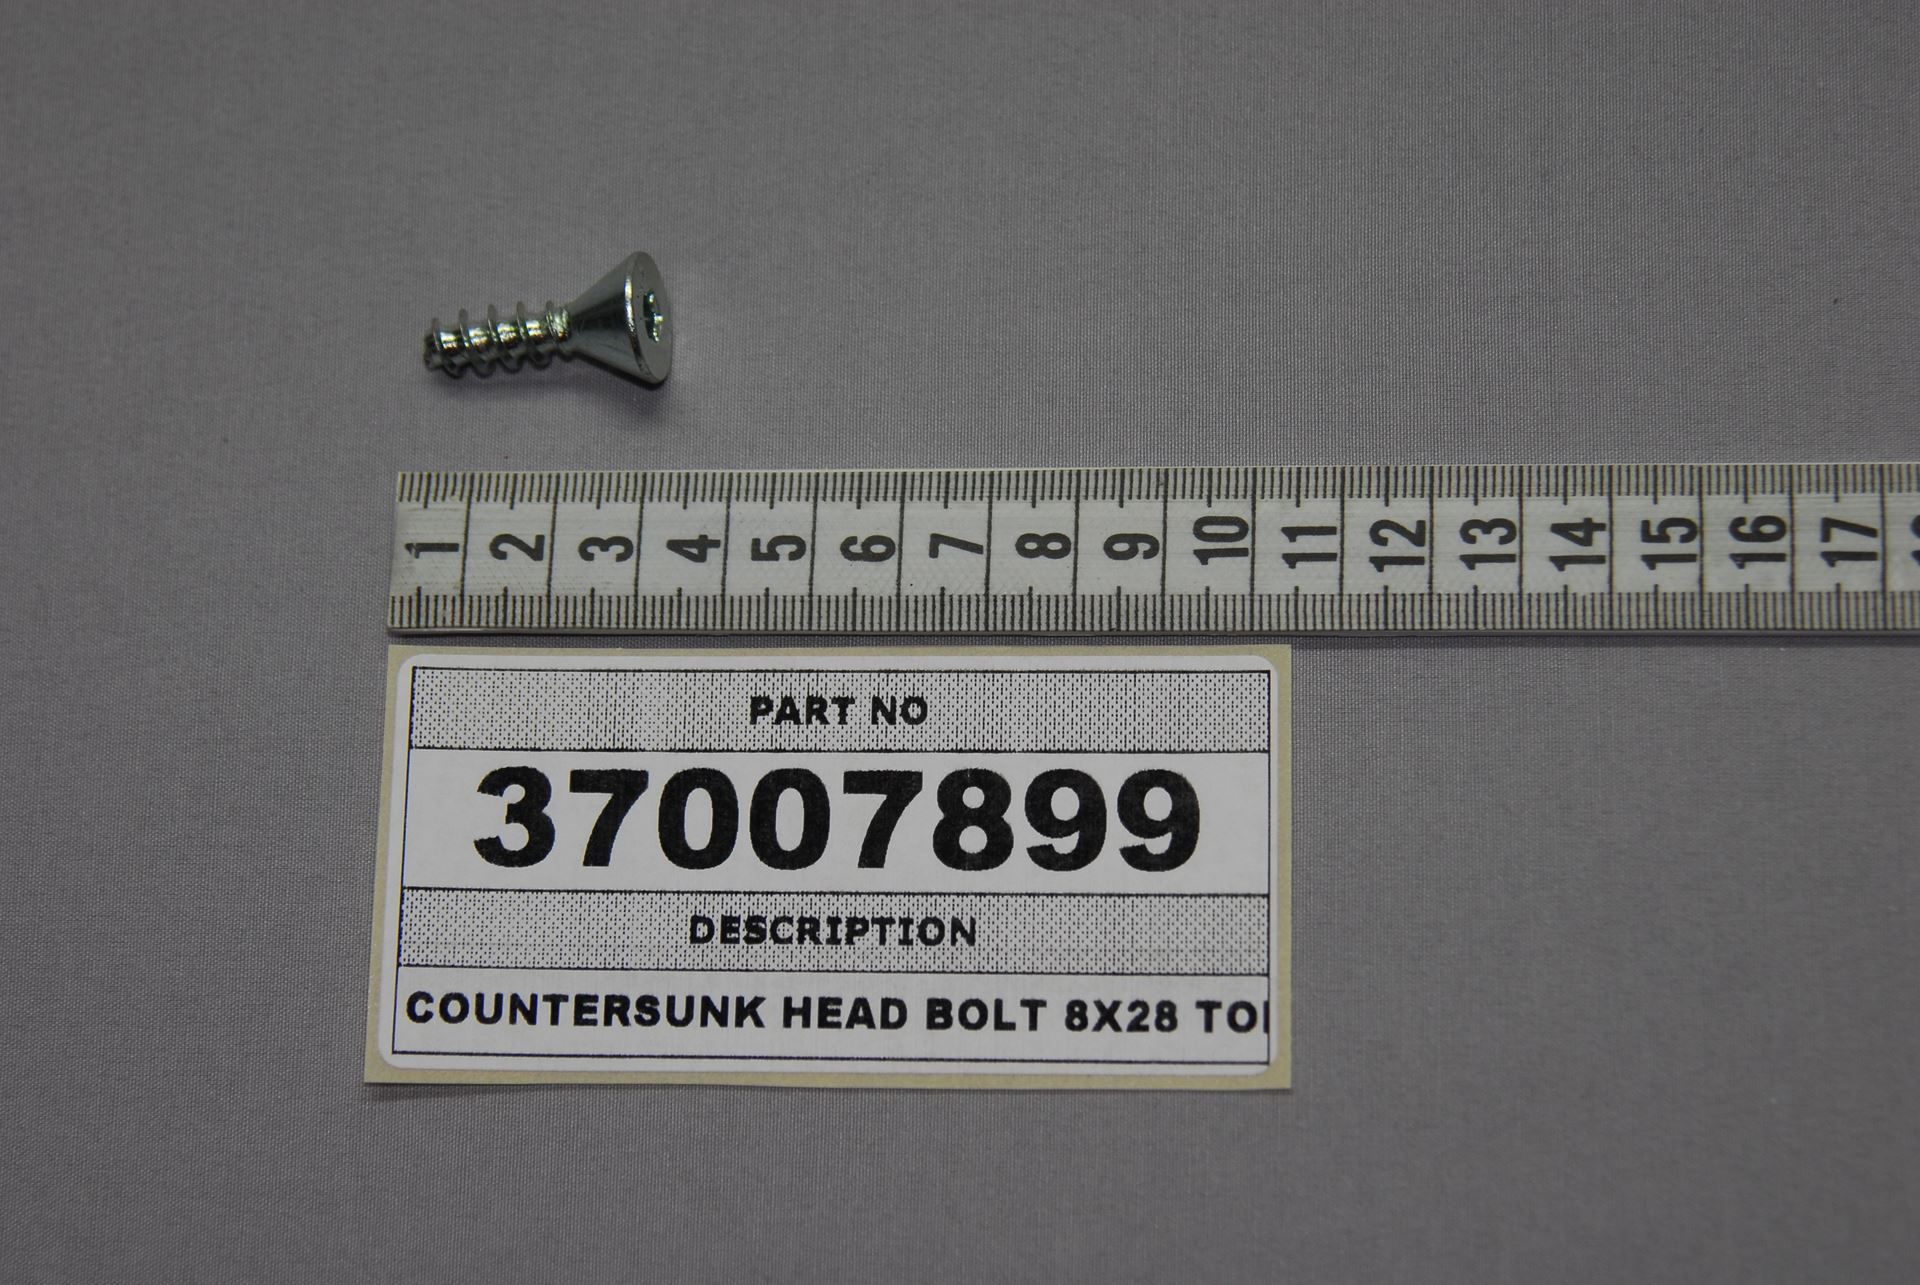 1 2 3 4 5 6 7 8 9 10 11 12 13 14 15 16 17
PART NO
37007899
DESCRIPTION
COUNTERSUNK HEAD BOLT 8X28